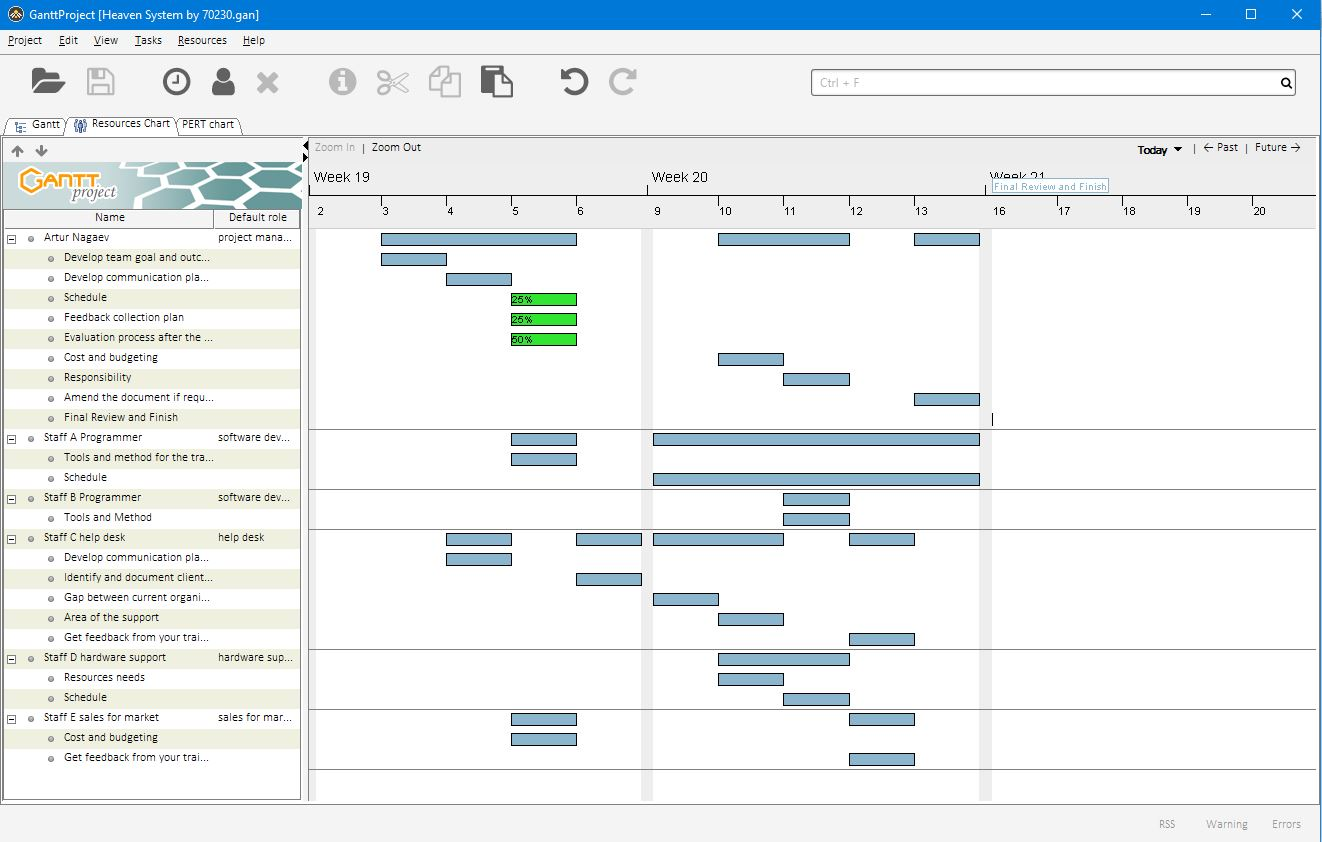 GanttProject [Heaven System by 70230.gan]
Project Edit View Tasks Resources Help
Ctrl + F
Gantt Resources Chart PERT chart
Zoom In | Zoom Out Today | ← Past | Future →
GANTT project
Week 19 Week 20 Week 21
Final Review and Finish
2 3 4 5 6 9 10 11 12 13 16 17 18 19 20
Name Default role
Artur Nagaev project mana...
Develop team goal and outc...
Develop communication pla...
Schedule 25%
Feedback collection plan 25%
Evaluation process after the ... 50%
Cost and budgeting
Responsibility
Amend the document if requ...
Final Review and Finish
Staff A Programmer software dev...
Tools and method for the tra...
Schedule
Staff B Programmer software dev...
Tools and Method
Staff C help desk help desk
Develop communication pla...
Identify and document client...
Gap between current organi...
Area of the support
Get feedback from your trai...
Staff D hardware support hardware sup...
Resources needs
Schedule
Staff E sales for market sales for mar...
Cost and budgeting
Get feedback from your trai...
RSS Warning Errors